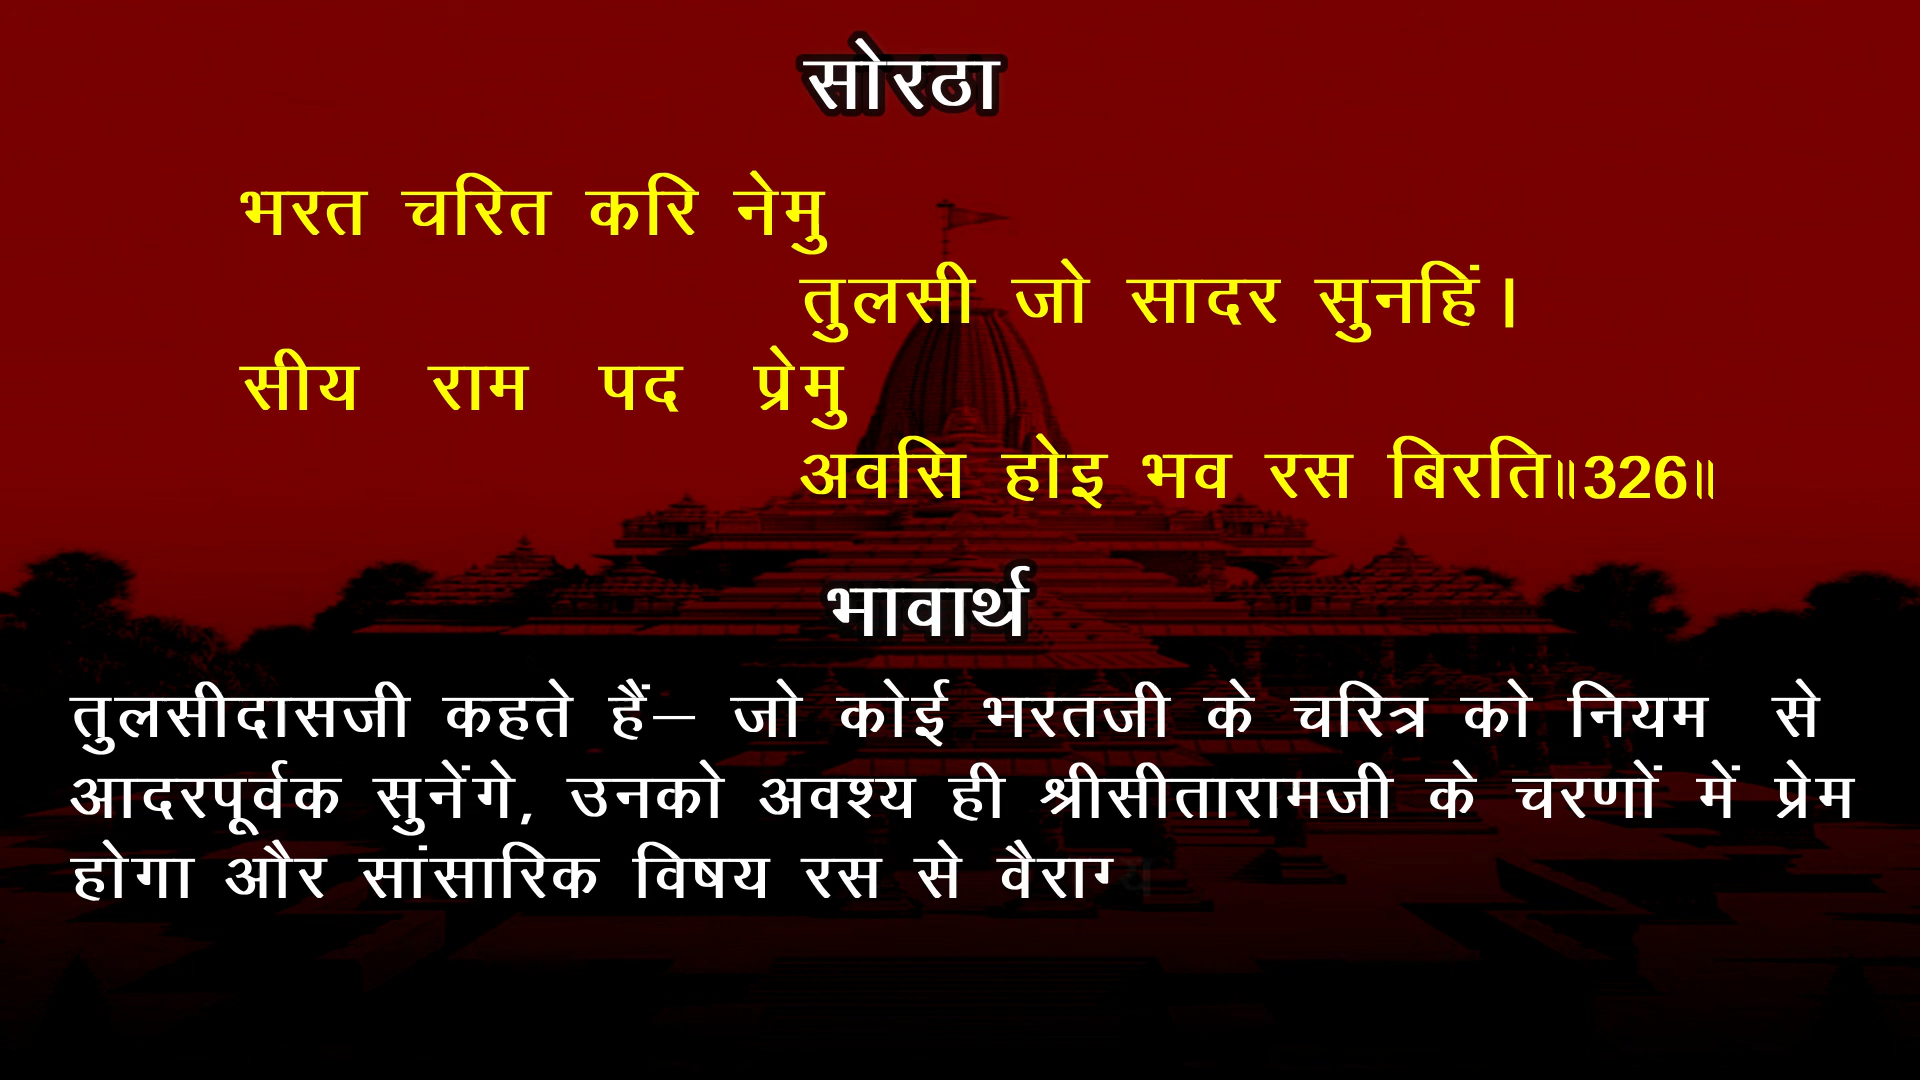 सोरठा
भरत चरित करि नेमु
तुलसी जो सादर सुनहिं।
सीय राम पद प्रेमु
अवसि होइ भव रस बिरति॥326॥
भावार्थ
तुलसीदासजी कहते हैं– जो कोई भरतजी के चरित्र को नियम से
आदरपूर्वक सुनेंगे, उनको अवश्य ही श्रीसीतारामजी के चरणों में प्रेम
होगा और सांसारिक विषय रस से वैराग्य